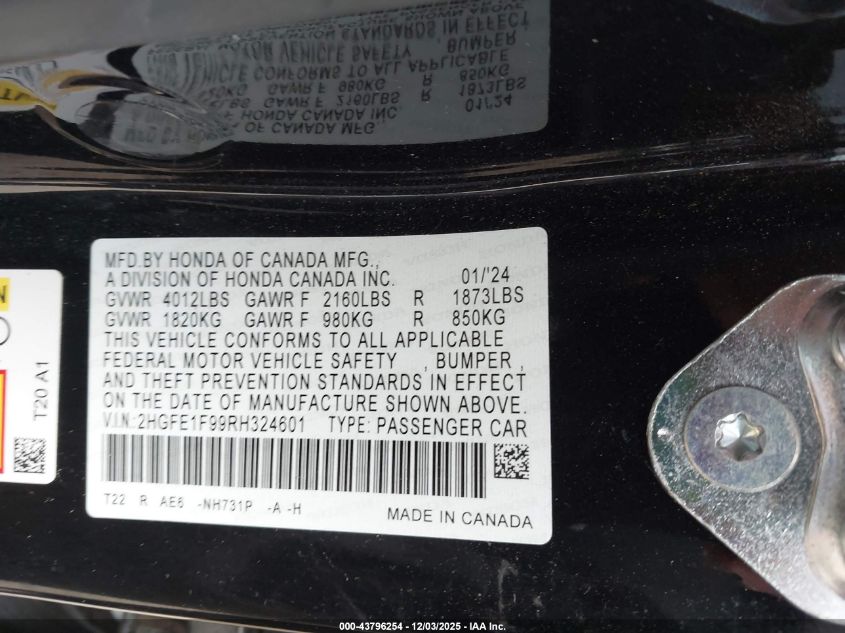 MFD.BY HONDA OF CANADA MFG.,
A DIVISION OF HONDA CANADA INC. 01/'24
GVWR 4012LBS GAWR F 2160LBS R 1873LBS
GVWR 1820KG GAWR F 980KG R 850KG
THIS VEHICLE CONFORMS TO ALL APPLICABLE
FEDERAL MOTOR VEHICLE SAFETY , BUMPER ,
AND THEFT PREVENTION STANDARDS IN EFFECT
ON THE DATE OF MANUFACTURE SHOWN ABOVE.
V.I.N:2HGFE1F99RH324601 TYPE: PASSENGER CAR
T22 R AE6 -NH731P -A -H
MADE IN CANADA
T20 A1
000-43796254 - 12/03/2025 - IAA Inc.